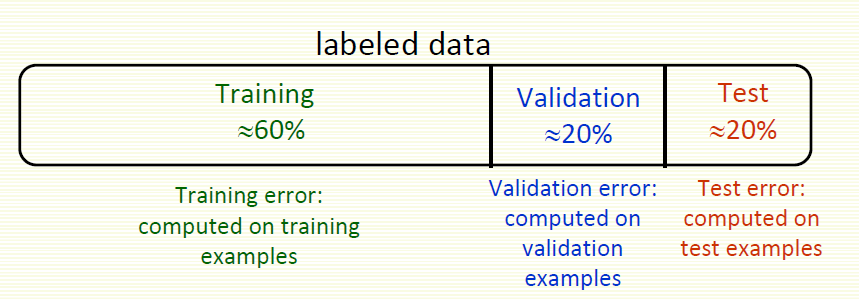 labeled data
Training
≈60%
Validation
≈20%
Test
≈20%
Training error:
computed on training
examples
Validation error:
computed on
validation
examples
Test error:
computed on
test examples